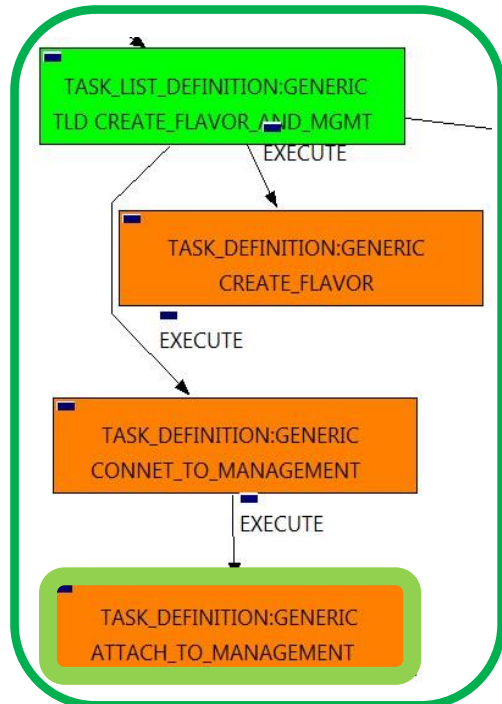 TASK_LIST_DEFINITION:GENERIC
TLD CREATE_FLAVOR_AND_MGMT
EXECUTE
TASK_DEFINITION:GENERIC
CREATE_FLAVOR
EXECUTE
TASK_DEFINITION:GENERIC
CONNET_TO_MANAGEMENT
EXECUTE
TASK_DEFINITION:GENERIC
ATTACH_TO_MANAGEMENT